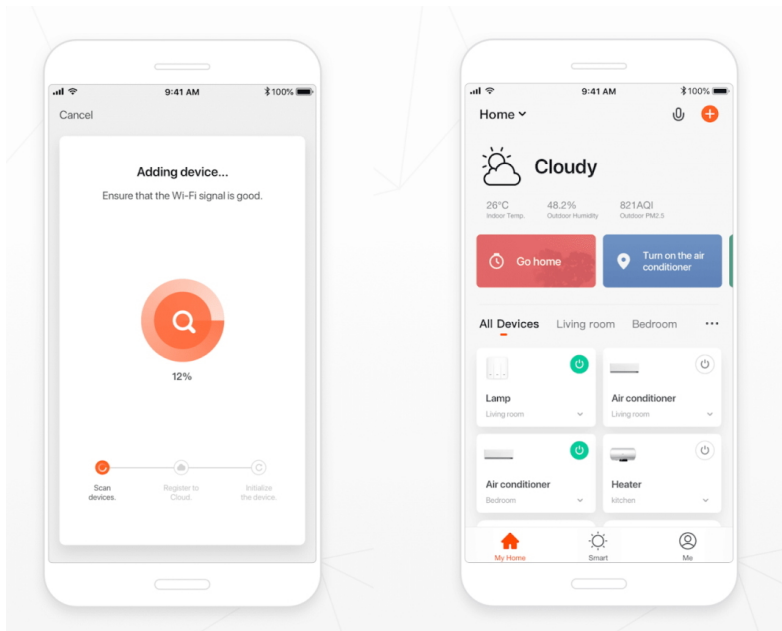 9:41 AM
100%
Cancel
Adding device...
Ensure that the Wi-Fi signal is good.
12%
Scan
devices.
Register to
Cloud.
Initialize
the device.
9:41 AM
100%
Home
Cloudy
26°C
48.2%
821AQI
Indoor Temp.
Outdoor Humidity
Outdoor PM2.5
Go home
Turn on the air
conditioner
All Devices
Living room
Bedroom
Lamp
Living room
Air conditioner
Living room
Air conditioner
Bedroom
Heater
kitchen
My Home
Smart
Me